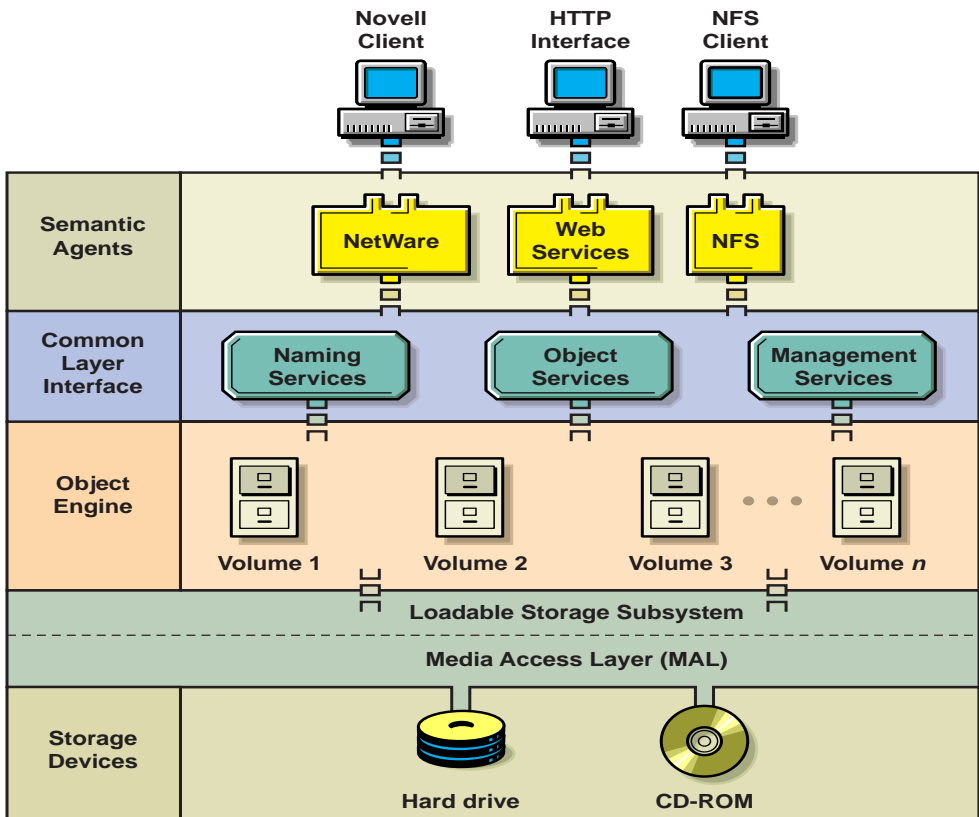 Novell
Client
HTTP
Interface
NFS
Client
Semantic
Agents
NetWare
Web
Services
NFS
Common
Layer
Interface
Naming
Services
Object
Services
Management
Services
Object
Engine
Volume 1
Volume 2
Volume 3
Volume n
Loadable Storage Subsystem
Media Access Layer (MAL)
Storage
Devices
Hard drive
CD-ROM